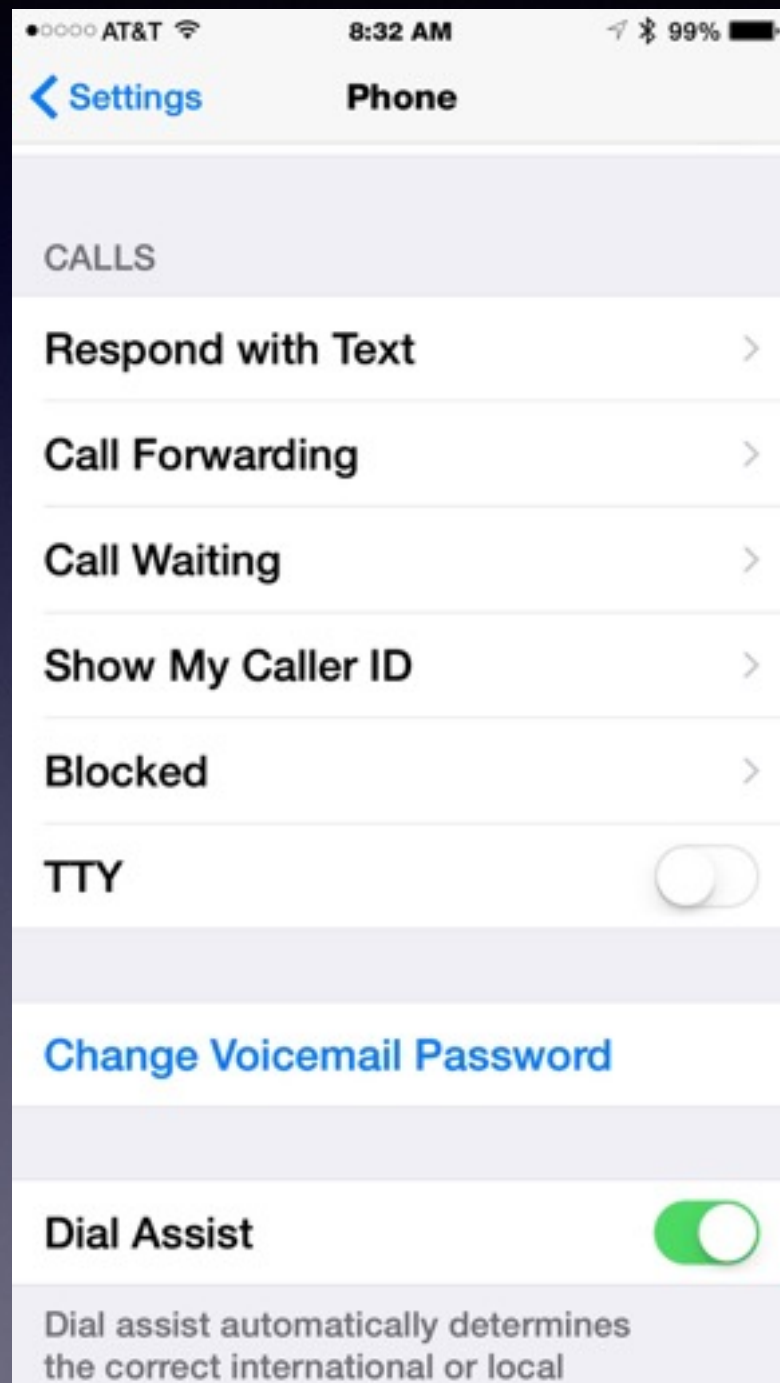 AT&T 8:32 AM 99%
Settings Phone
CALLS
Respond with Text
Call Forwarding
Call Waiting
Show My Caller ID
Blocked
TTY
Change Voicemail Password
Dial Assist
Dial assist automatically determines
the correct international or local